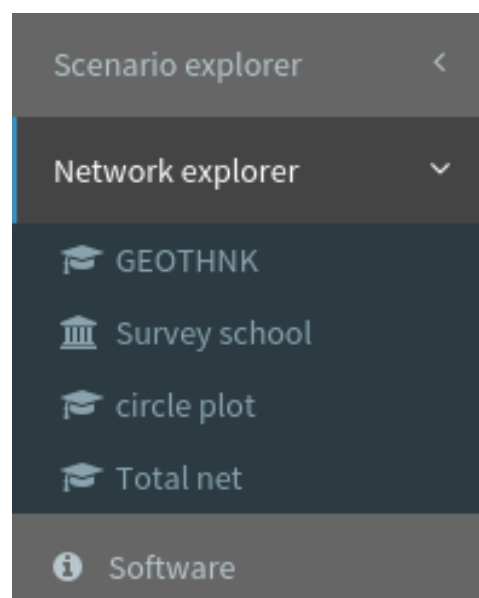 Scenario explorer
Network explorer
GEOTHNK
Survey school
circle plot
Total net
Software